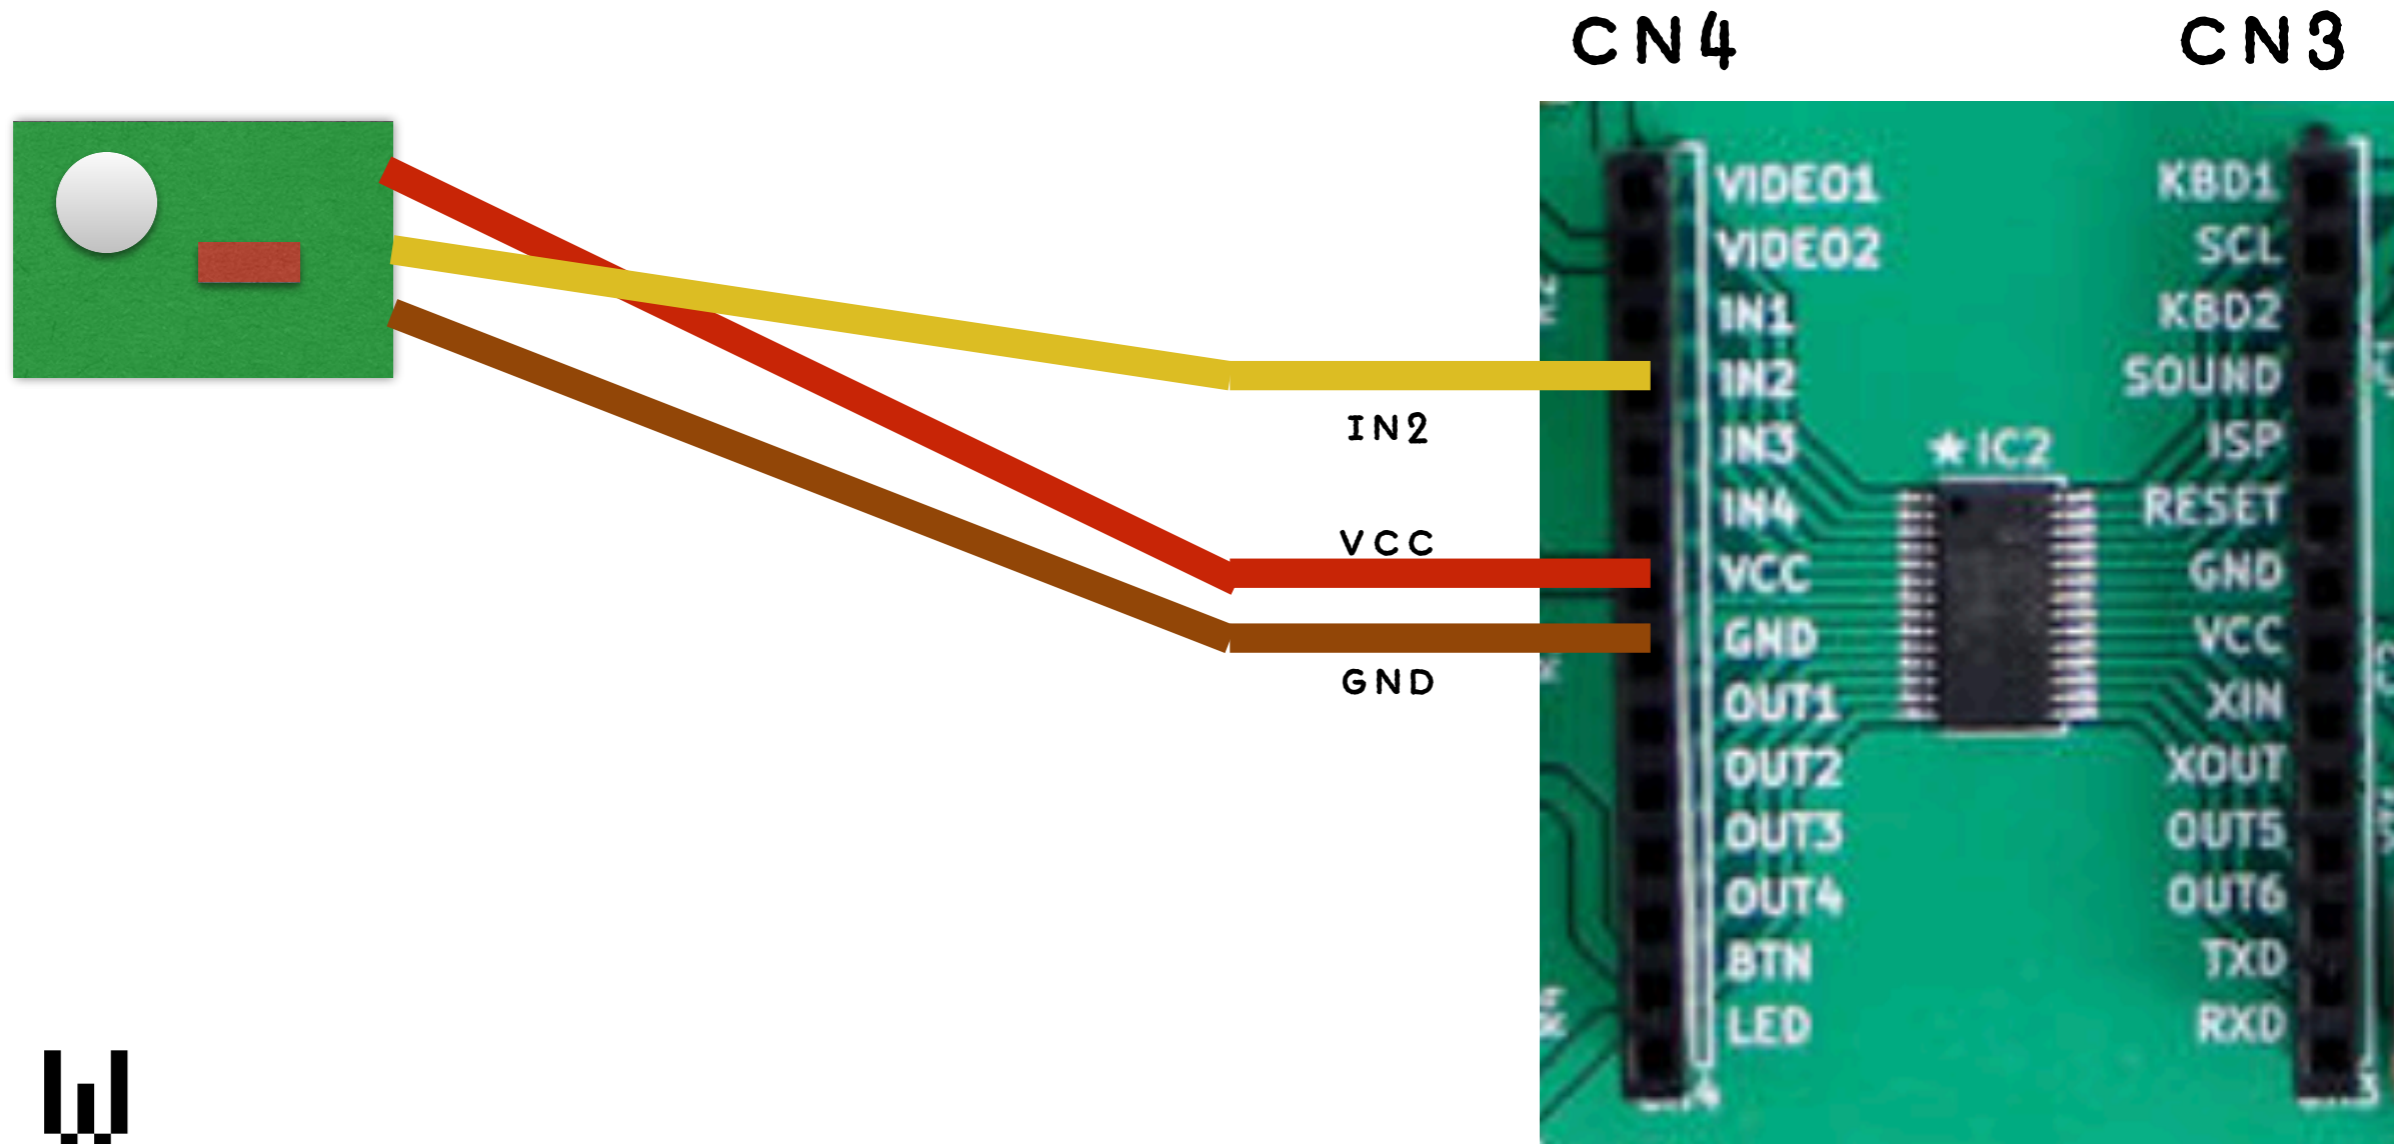 CN4
CN3
VIDEO1
VIDEO2
IN1
IN2
IN3
IN4
VCC
GND
OUT1
OUT2
OUT3
OUT4
BTN
LED
KBD1
SCL
KBD2
SOUND
ISP
RESET
GND
VCC
XIN
XOUT
OUT5
OUT6
TXD
RXD
★IC2
IN2
VCC
GND
W